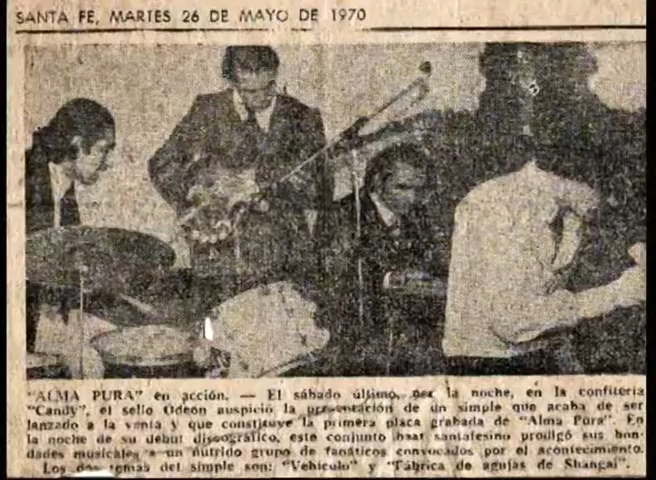 SANTA FE, MARTES 26 DE MAYO DE 1970
"ALMA PURA" en acción. — El sábado último, por la noche, en la confitería
"Candy", el sello Odeón auspició la presentación de un simple que acaba de ser
lanzado a la venta y que constituye la primera placa grabada de "Alma Pura". En
la noche de su debut discográfico, este conjunto beat santafesino prodigó sus bon-
dades musicales a un nutrido grupo de fanáticos convocados por el acontecimiento.
Los dos temas del simple son: "Vehículo" y "Fábrica de agujas de Shangai".